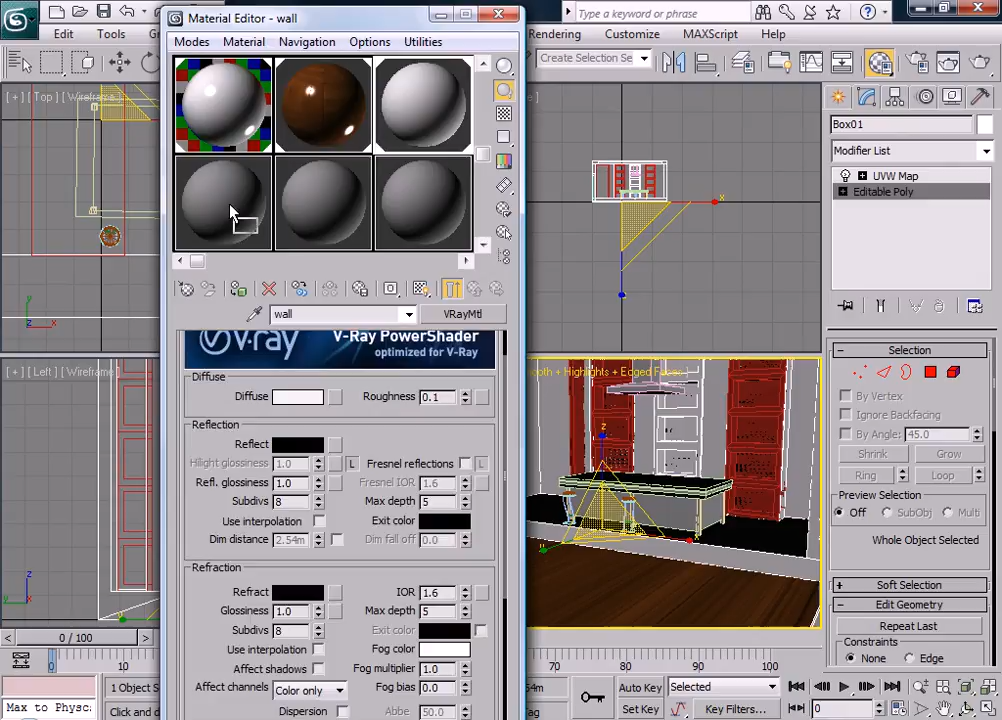 Material Editor - wall
Type a keyword or phrase
Edit
Tools
Modes
Material
Navigation
Options
Utilities
Rendering
Customize
MAXScript
Help
Create Selection Se
[ + ] [ Top ] [ Wireframe
[ + ] [ Left ] [ Wireframe
oth + Highlights + Edged Faces ]
wall
VRayMtl
v·ray
V-Ray PowerShader
optimized for V-Ray
Diffuse
Diffuse
Roughness
0.1
Reflection
Reflect
Hilight glossiness
1.0
L
Fresnel reflections
L
Refl. glossiness
1.0
Fresnel IOR
1.6
Subdivs
8
Max depth
5
Use interpolation
Exit color
Dim distance
2.54m
Dim fall off
0.0
Refraction
Refract
IOR
1.6
Glossiness
1.0
Max depth
5
Subdivs
8
Exit color
Use interpolation
Fog color
Affect shadows
Fog multiplier
1.0
Affect channels
Color only
Fog bias
0.0
Dispersion
Abbe
50.0
x
y
x
z
x
z
y
Box01
Modifier List
UVW Map
Editable Poly
Selection
By Vertex
Ignore Backfacing
By Angle:
45.0
Shrink
Grow
Ring
Loop
Preview Selection
Off
SubObj
Multi
Whole Object Selected
Soft Selection
Edit Geometry
Repeat Last
Constraints
None
Edge
0 / 100
0
10
70
80
90
100
1 Object Se
Click and d
Max to Physc
54m
Auto Key
Selected
Set Key
Key Filters...
0